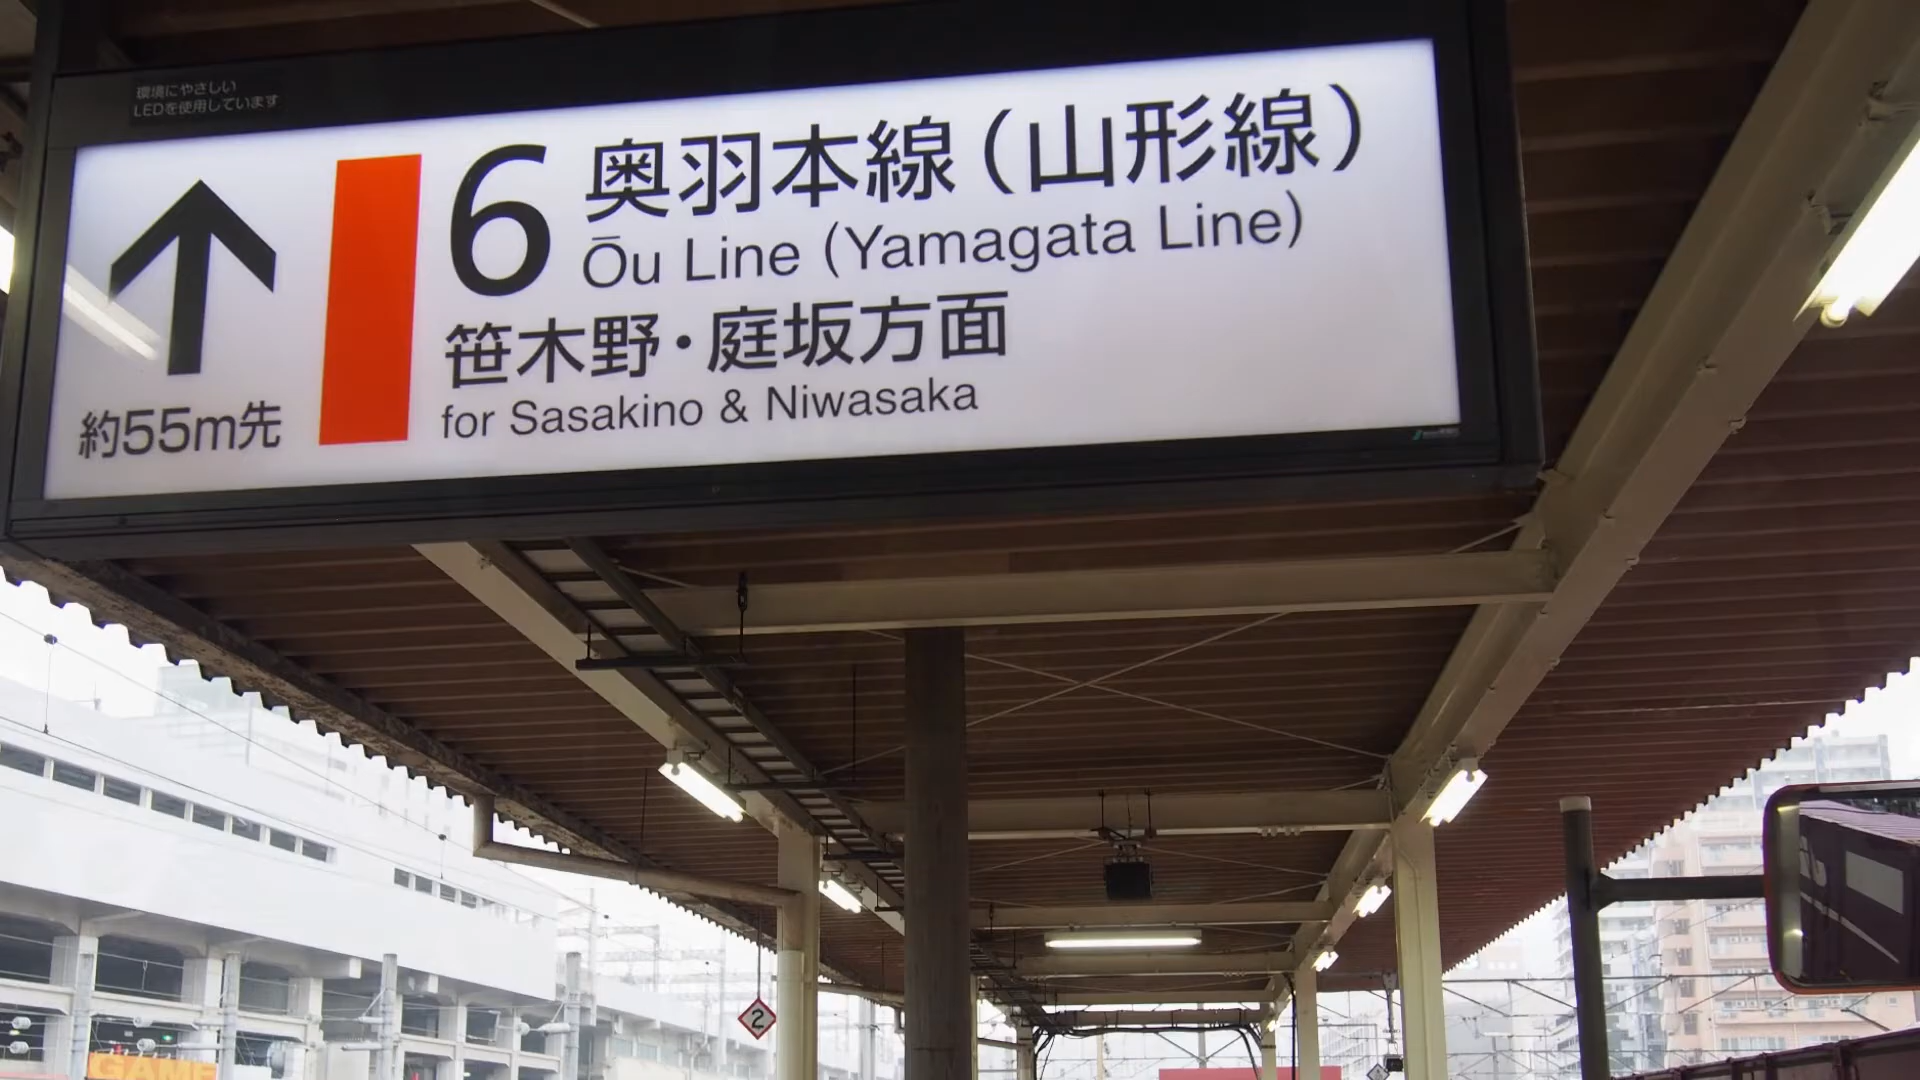 環境にやさしい
LEDを使用しています
6 奥羽本線(山形線)
Ōu Line (Yamagata Line)
笹木野・庭坂方面
for Sasakino & Niwasaka
約55m先
2
GAME